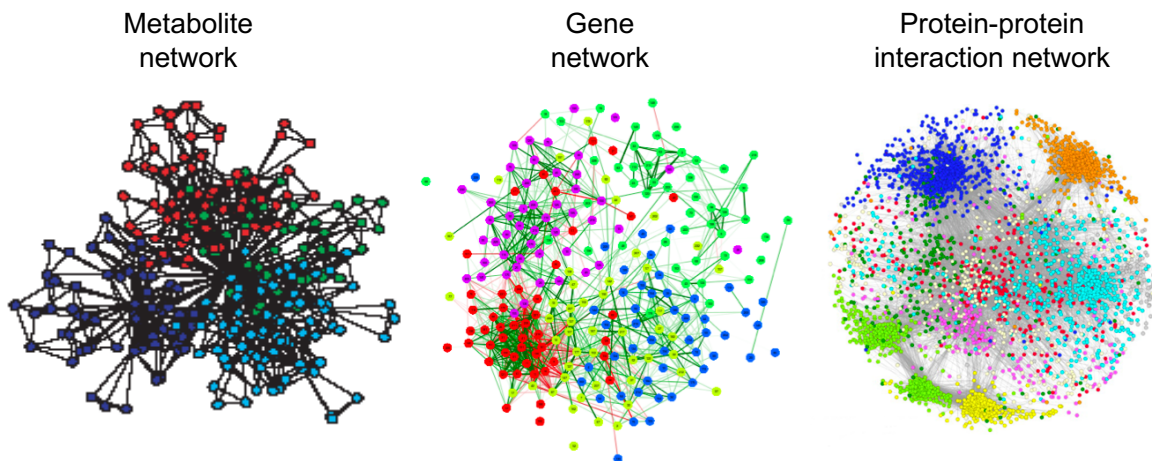 Metabolite
network
Gene
network
Protein-protein
interaction network